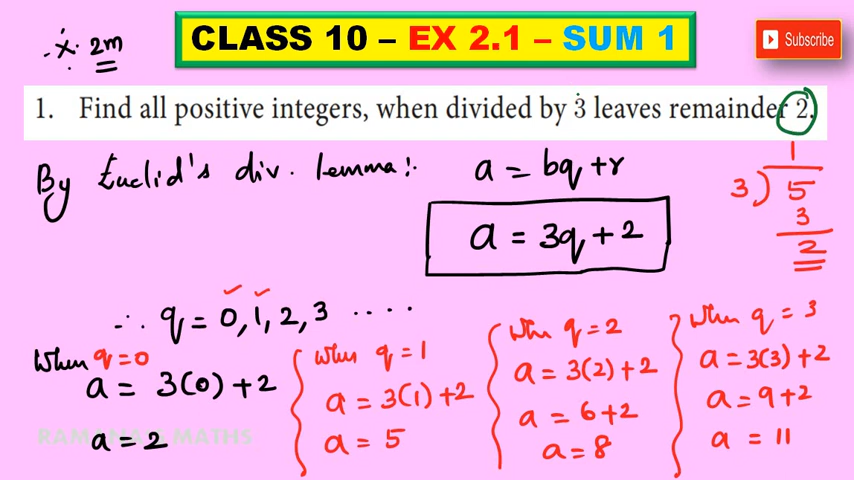 ∴ X. 2m
CLASS 10 – EX 2.1 – SUM 1
Subscribe
1. Find all positive integers, when divided by 3 leaves remainder 2.
By Euclid's div. lemma:
a = bq + r
a = 3q + 2
1
3 ) 5
3
2
∴ q = 0, 1, 2, 3 ....
When q = 0
a = 3(0) + 2
a = 2
When q = 1
a = 3(1) + 2
a = 5
When q = 2
a = 3(2) + 2
a = 6 + 2
a = 8
When q = 3
a = 3(3) + 2
a = 9 + 2
a = 11